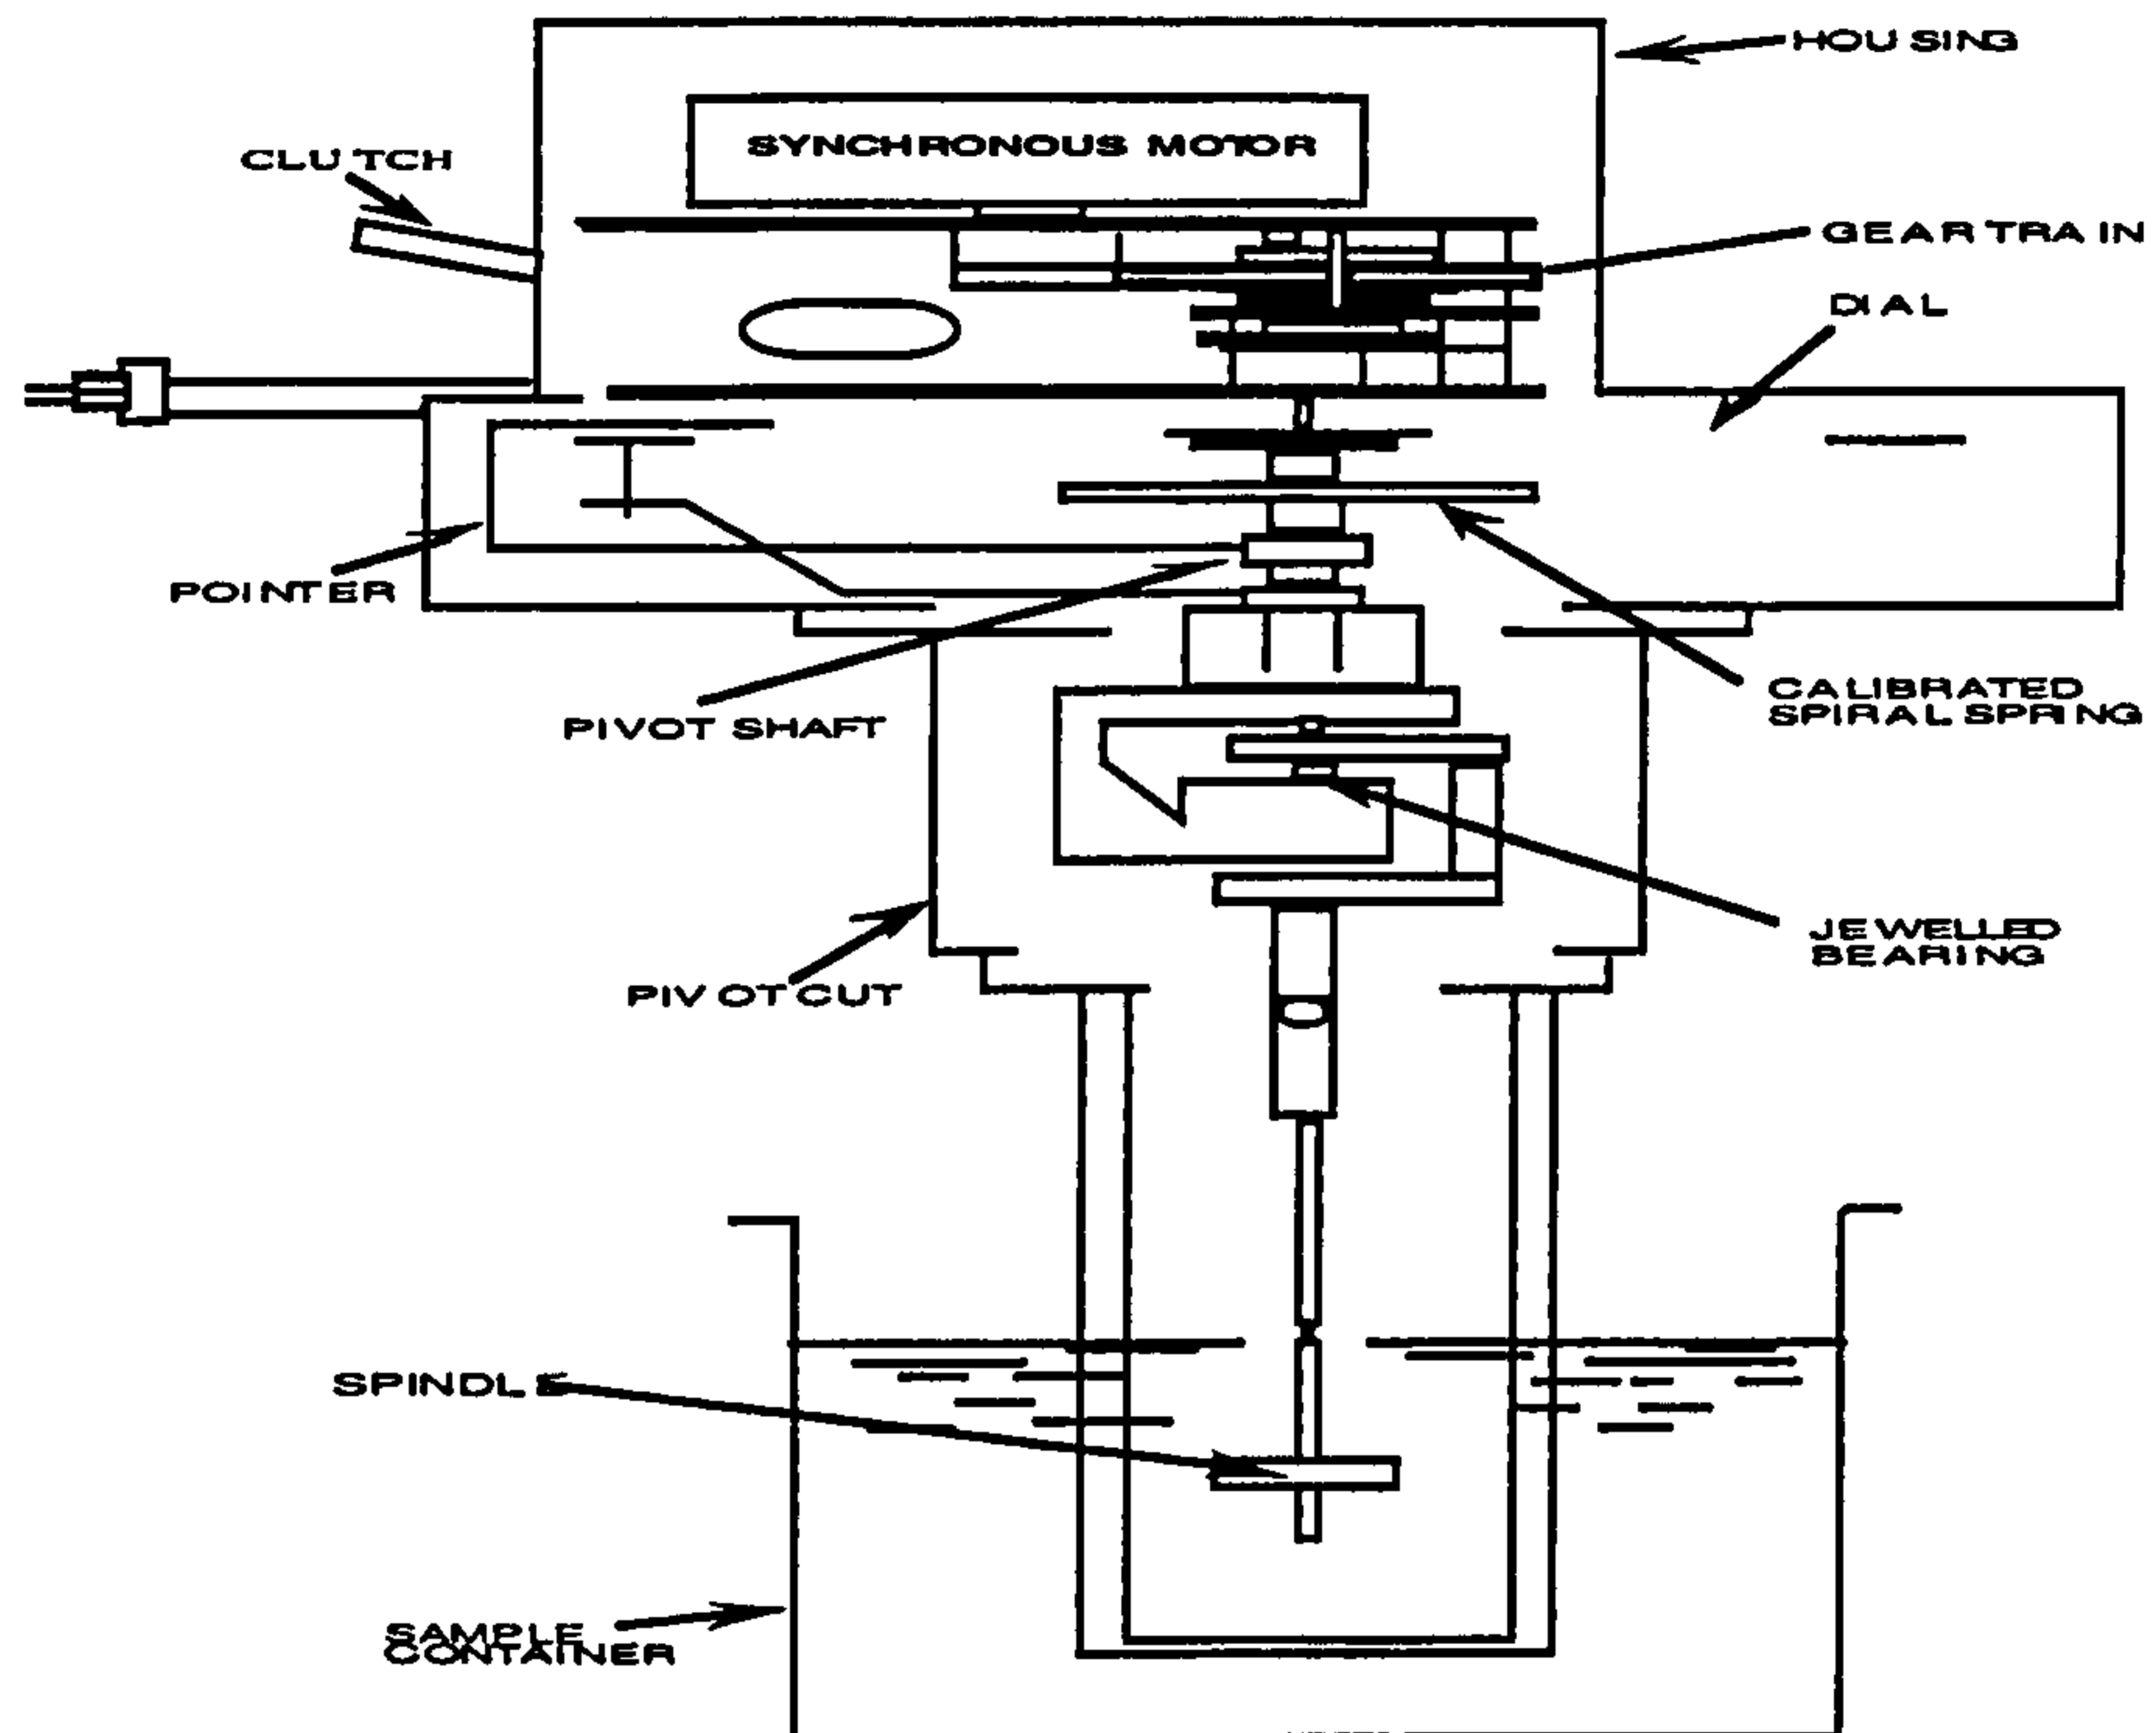 HOUSING
SYNCHRONOUS MOTOR
CLUTCH
GEAR TRAIN
DIAL
POINTER
CALIBRATED
SPIRAL SPRING
PIVOT SHAFT
JEWELLED
BEARING
PIVOT CUT
SPINDLE
SAMPLE
CONTAINER